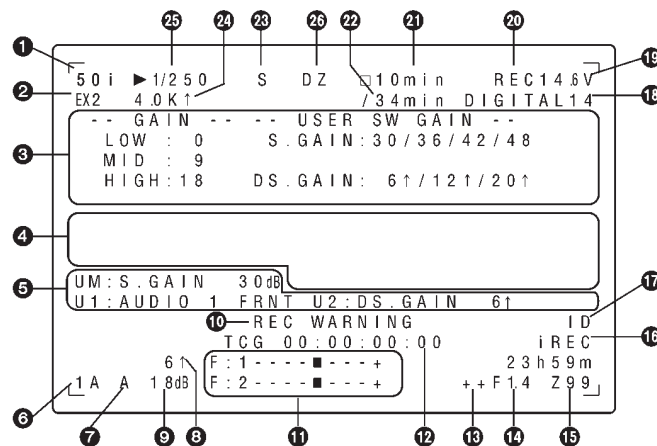 25 24 23 26 22 21 20
1 50i ▶1/250 S DZ □10min REC14.6V 19
2 EX2 4.0K↑ /34min DIGITAL14 18
-- GAIN -- -- USER SW GAIN --
LOW : 0 S.GAIN:30/36/42/48
3 MID : 9
HIGH:18 DS.GAIN: 6↑/12↑/20↑
4
5 UM:S.GAIN 30dB
U1:AUDIO 1 FRNT U2:DS.GAIN 6↑ 17
10 REC WARNING ID
TCG 00:00:00:00 iREC 16
6↑ F:1----■---+ 23h59m
6 1A A 18dB F:2----■---+ ++F14 Z99
7 9 8 11 12 13 14 15